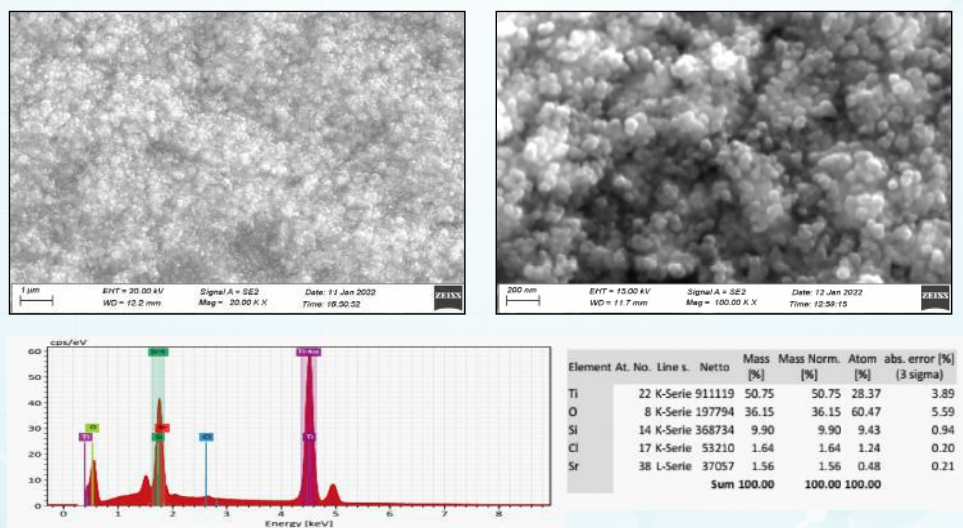 1 µm
EHT = 20.00 kV
WD = 12.2 mm
Signal A = SE2
Mag = 20.00 K X
Date: 11 Jan 2022
Time: 16:50:52
ZEISS
200 nm
EHT = 15.00 kV
WD = 11.7 mm
Signal A = SE2
Mag = 100.00 K X
Date: 12 Jan 2022
Time: 12:59:15
ZEISS
cps/eV
60
50
40
30
20
10
0
Ti
O
Si
Sr
Cl
Ti
0 1 2 3 4 5 6 7 8
Energy [keV]
Element At. No. Line s. Netto Mass [%] Mass Norm. [%] Atom [%] abs. error [%] (3 sigma)
Ti 22 K-Serie 911119 50.75 50.75 28.37 3.89
O 8 K-Serie 197794 36.15 36.15 60.47 5.59
Si 14 K-Serie 368734 9.90 9.90 9.43 0.94
Cl 17 K-Serie 53210 1.64 1.64 1.24 0.20
Sr 38 L-Serie 37057 1.56 1.56 0.48 0.21
Sum 100.00 100.00 100.00